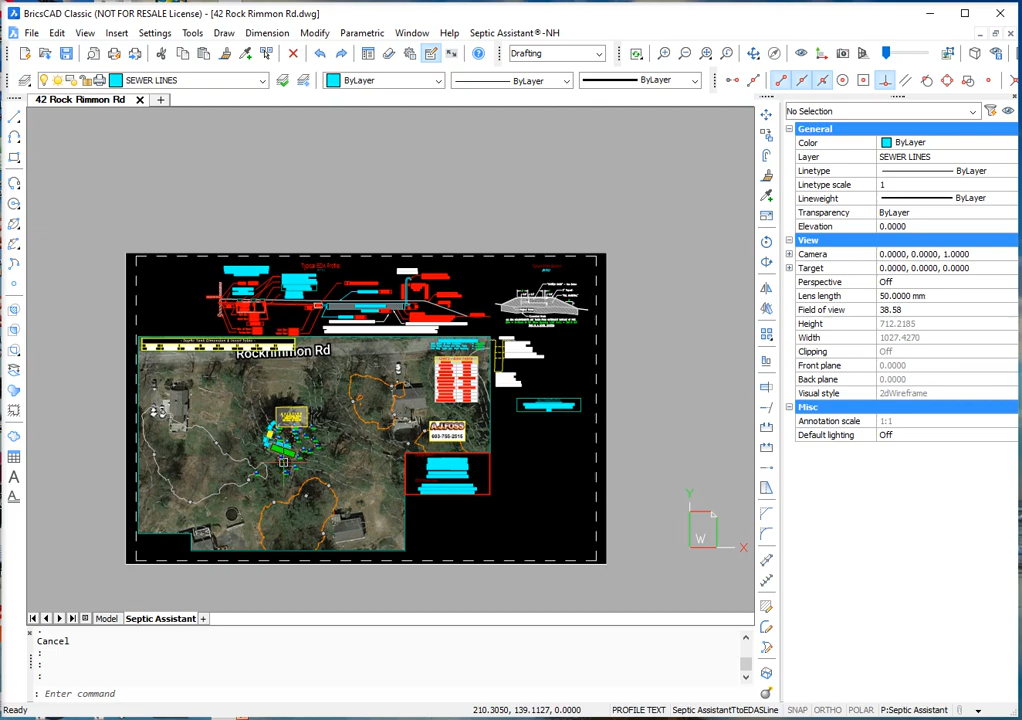 BricsCAD Classic (NOT FOR RESALE License) - [42 Rock Rimmon Rd.dwg]
File Edit View Insert Settings Tools Draw Dimension Modify Parametric Window Help Septic Assistant®-NH
Drafting
SEWER LINES
ByLayer ByLayer ByLayer
42 Rock Rimmon Rd
No Selection
General
Color ByLayer
Layer SEWER LINES
Linetype ByLayer
Linetype scale 1
Lineweight ByLayer
Transparency ByLayer
Elevation 0.0000
View
Camera 0.0000, 0.0000, 1.0000
Target 0.0000, 0.0000, 0.0000
Perspective Off
Lens length 50.0000 mm
Field of view 38.58
Height 712.2185
Width 1027.4270
Clipping Off
Front plane 0.0000
Back plane 0.0000
Visual style 2dWireframe
Misc
Annotation scale 1:1
Default lighting Off
Rockrimmon Rd
A.J.FOSS
Y
W
X
Model Septic Assistant
:
Cancel
:
:
:
: Enter command
Ready
210.3050, 139.1127, 0.0000 PROFILE TEXT Septic AssistantTtoEDASLine SNAP ORTHO POLAR P:Septic Assistant